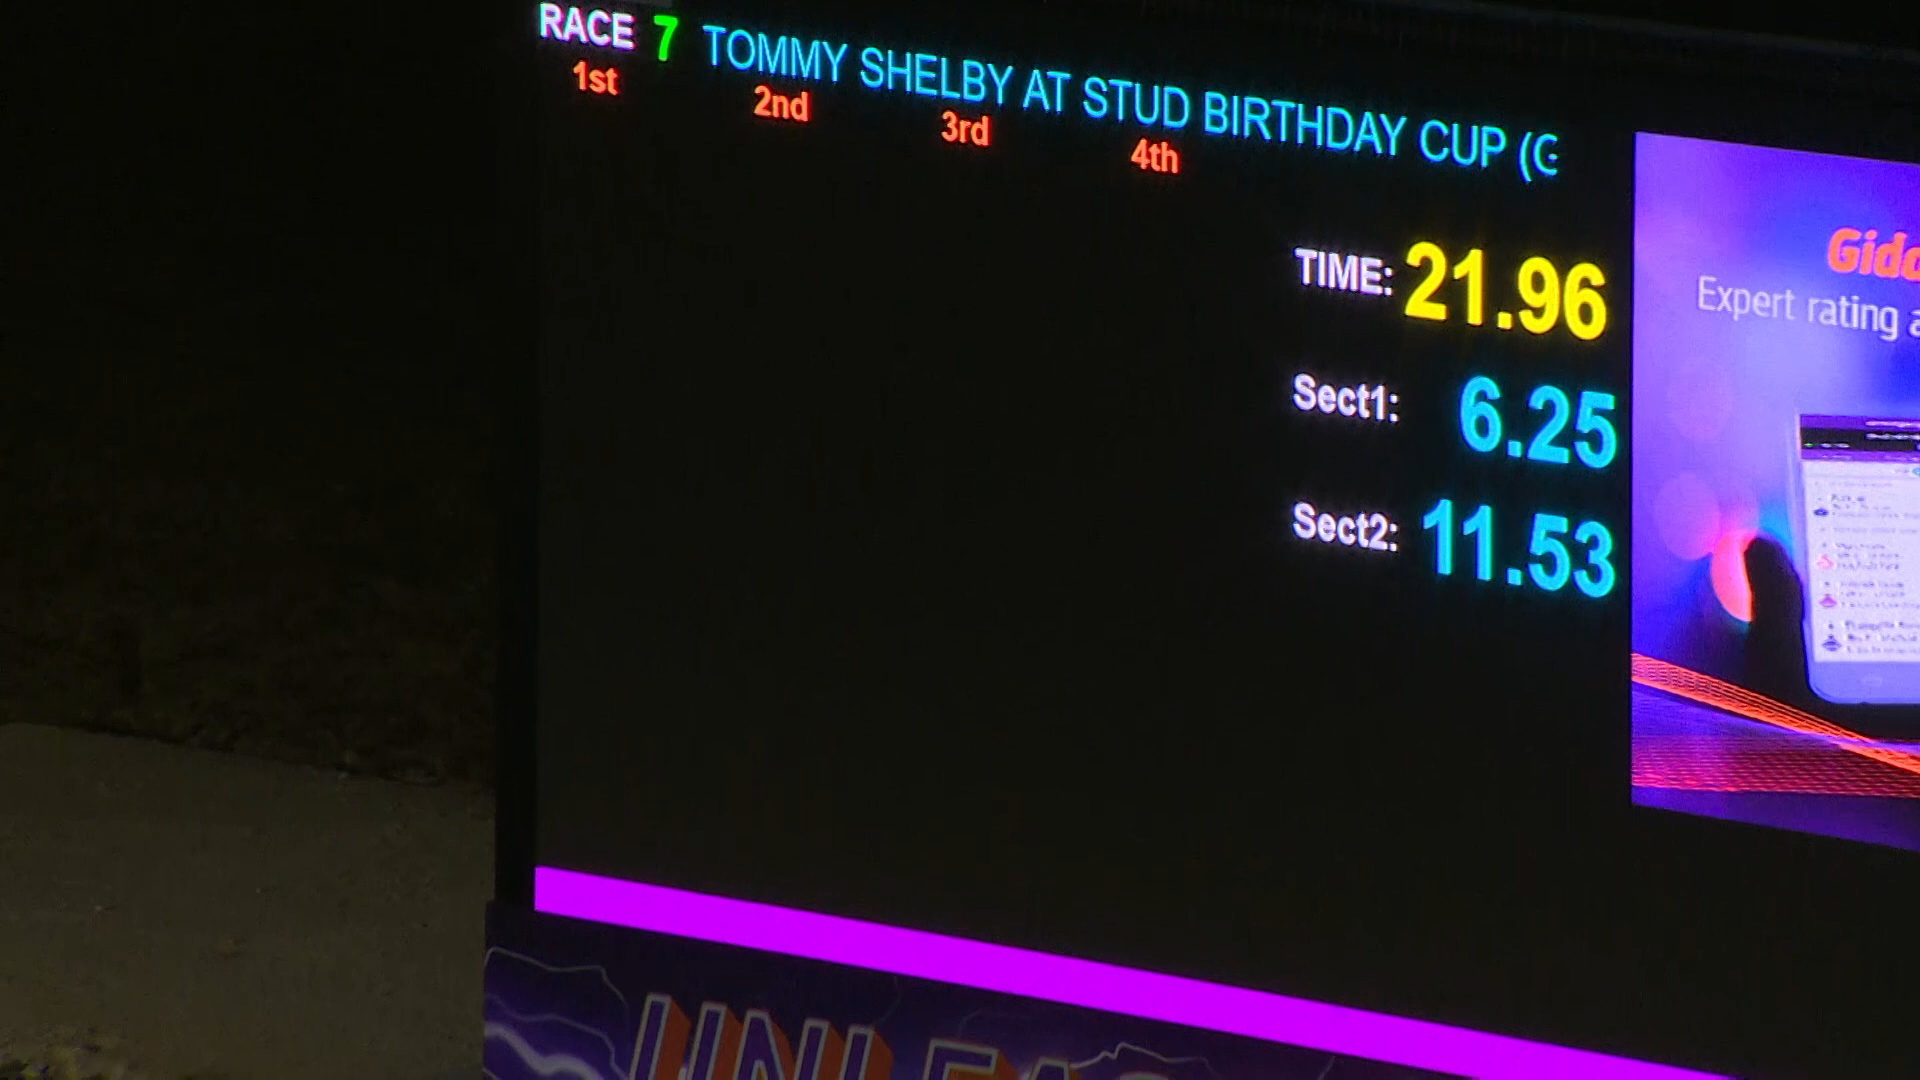 RACE 7 TOMMY SHELBY AT STUD BIRTHDAY CUP (G
1st 2nd 3rd 4th
TIME: 21.96
Sect1: 6.25
Sect2: 11.53
Expert rating a